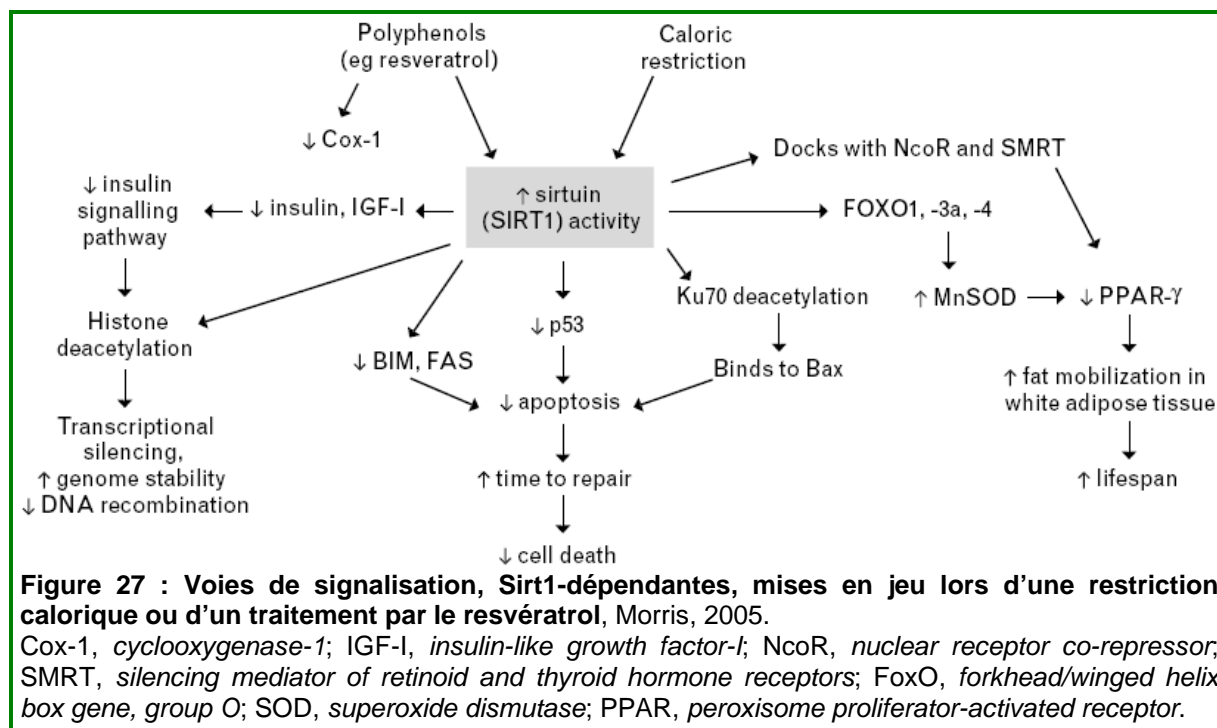 Polyphenols
(eg resveratrol)
Caloric
restriction
↓ Cox-1
Docks with NcoR and SMRT
↓ insulin
signalling
pathway
↓ insulin, IGF-I
↑ sirtuin
(SIRT1) activity
FOXO1, -3a, -4
Ku70 deacetylation
↑ MnSOD
↓ PPAR-γ
Histone
deacetylation
↓ p53
↓ BIM, FAS
Binds to Bax
↓ apoptosis
↑ fat mobilization in
white adipose tissue
Transcriptional
silencing,
↑ genome stability
↓ DNA recombination
↑ time to repair
↑ lifespan
↓ cell death
Figure 27 : Voies de signalisation, Sirt1-dépendantes, mises en jeu lors d’une restriction
calorique ou d’un traitement par le resvératrol, Morris, 2005.
Cox-1, cyclooxygenase-1; IGF-I, insulin-like growth factor-I; NcoR, nuclear receptor co-repressor;
SMRT, silencing mediator of retinoid and thyroid hormone receptors; FoxO, forkhead/winged helix
box gene, group O; SOD, superoxide dismutase; PPAR, peroxisome proliferator-activated receptor.